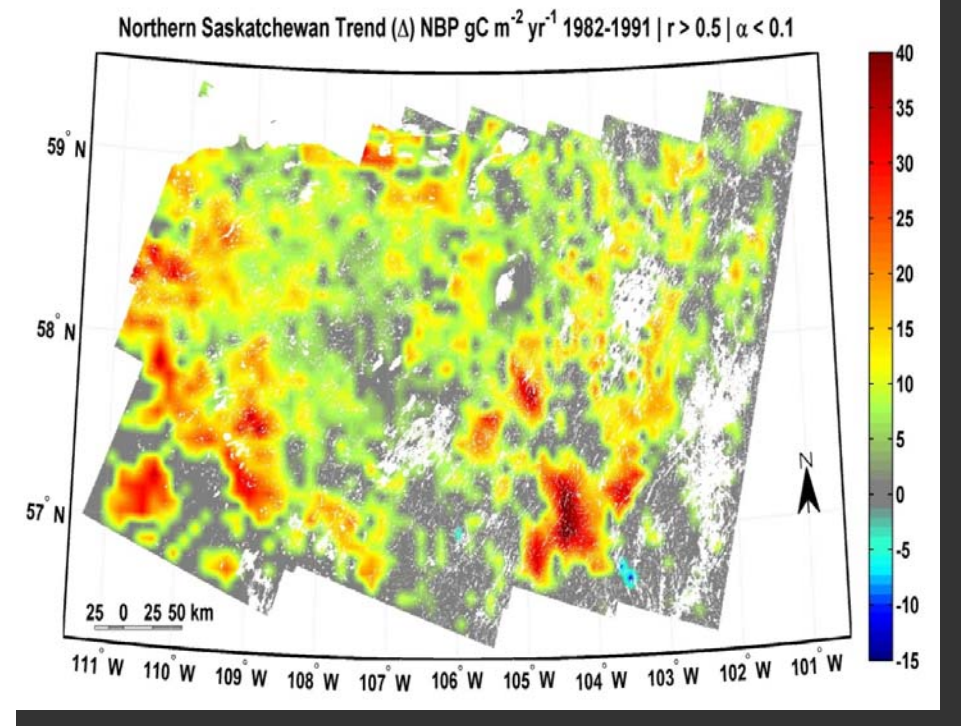 Northern Saskatchewan Trend (Δ) NBP gC m⁻² yr⁻¹ 1982-1991 | r > 0.5 | α < 0.1
40
35
30
25
20
15
10
5
0
-5
-10
-15
59° N
58° N
57° N
N
25 0 25 50 km
111° W 110° W 109° W 108° W 107° W 106° W 105° W 104° W 103° W 102° W 101° W